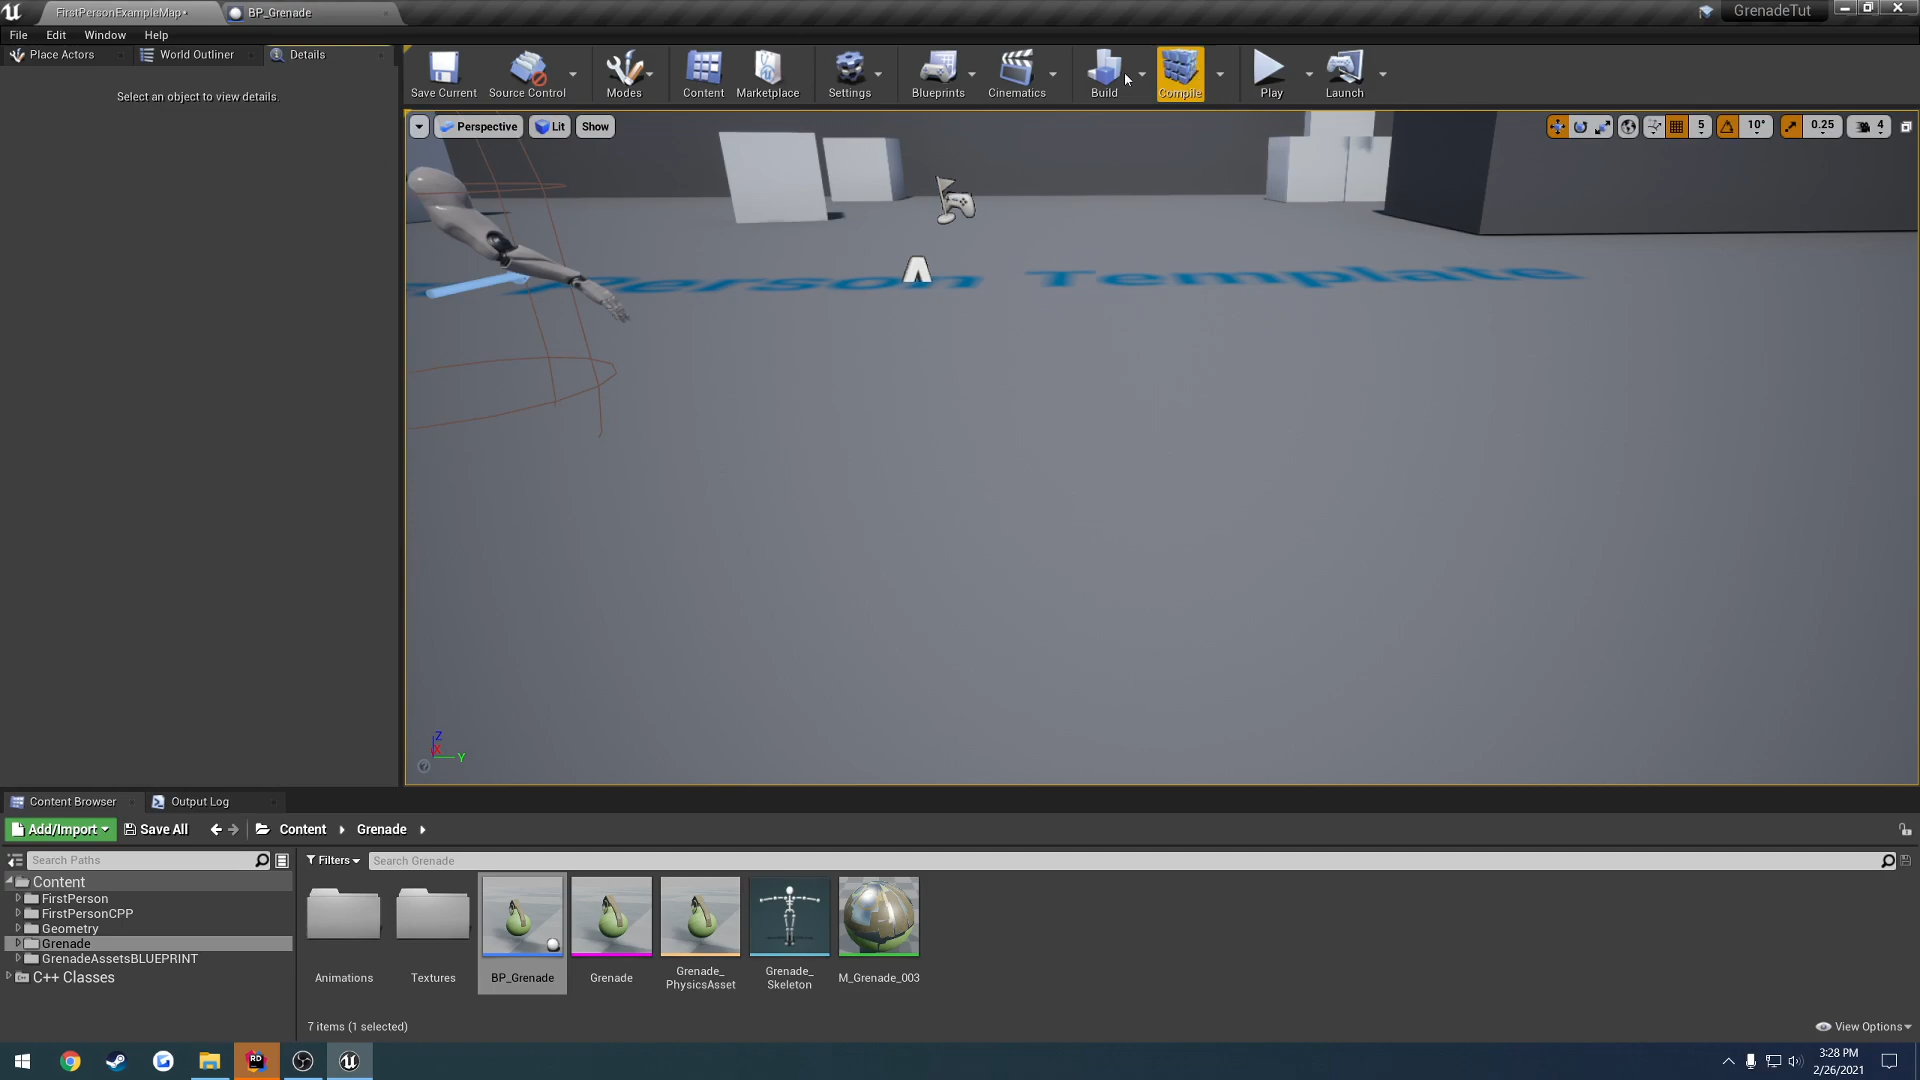 FirstPersonExampleMap•
BP_Grenade
GrenadeTut
File Edit Window Help
Place Actors World Outliner Details
Select an object to view details.
Save Current Source Control Modes Content Marketplace Settings Blueprints Cinematics Build Compile Play Launch
Perspective Lit Show
5 10° 0.25 4
Person Template
Z
X
Y
Content Browser Output Log
Add/Import Save All Content Grenade
Search Paths
Filters Search Grenade
Content
FirstPerson
FirstPersonCPP
Geometry
Grenade
GrenadeAssetsBLUEPRINT
C++ Classes
Animations
Textures
BP_Grenade
Grenade
Grenade_
PhysicsAsset
Grenade_
Skeleton
M_Grenade_003
7 items (1 selected)
View Options
RD
3:28 PM
2/26/2021